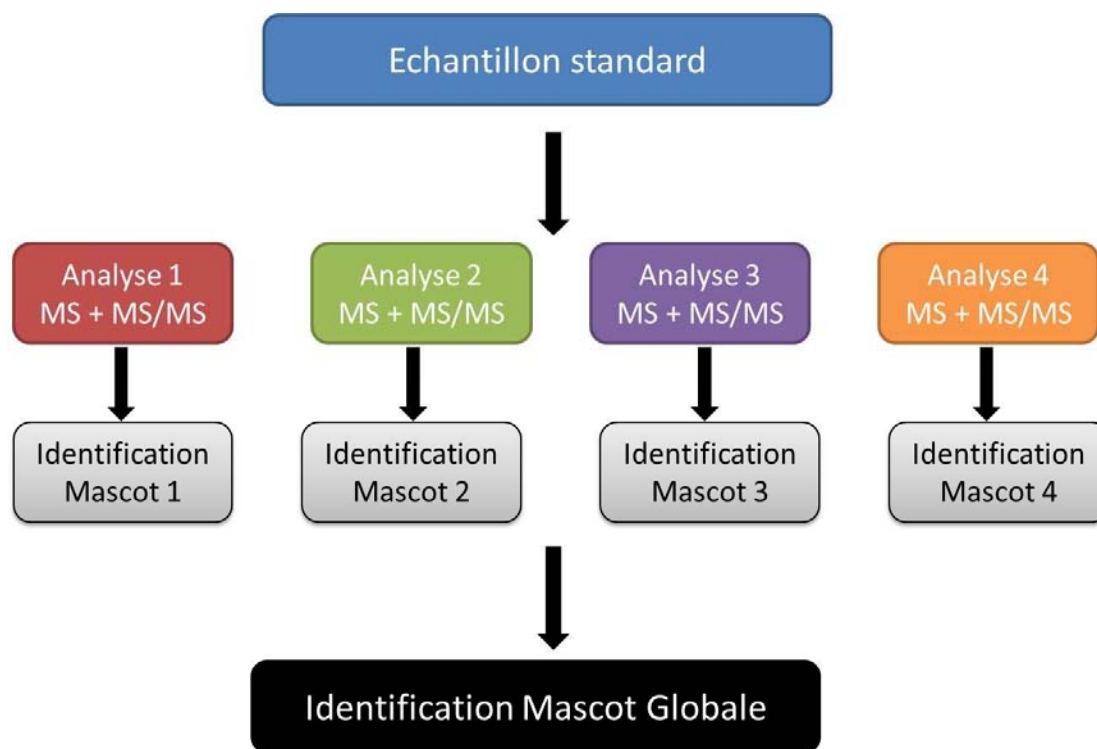 Echantillon standard
Analyse 1
MS + MS/MS
Analyse 2
MS + MS/MS
Analyse 3
MS + MS/MS
Analyse 4
MS + MS/MS
Identification
Mascot 1
Identification
Mascot 2
Identification
Mascot 3
Identification
Mascot 4
Identification Mascot Globale